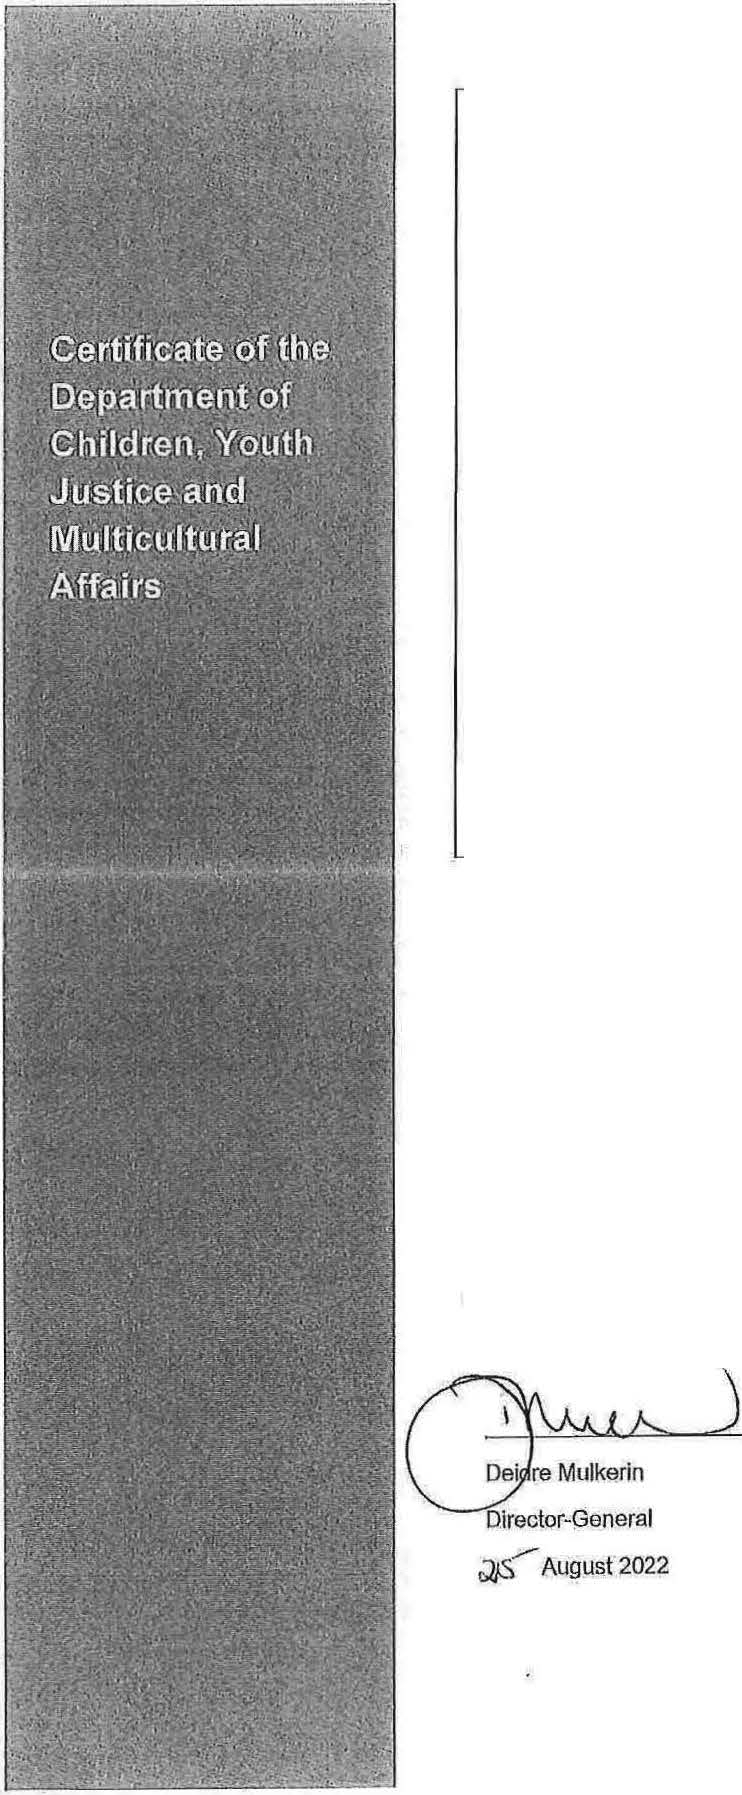 Certificate of the
Department of
Children, Youth
Justice and
Multicultural
Affairs
Deidre Mulkerin
Director-General
25 August 2022